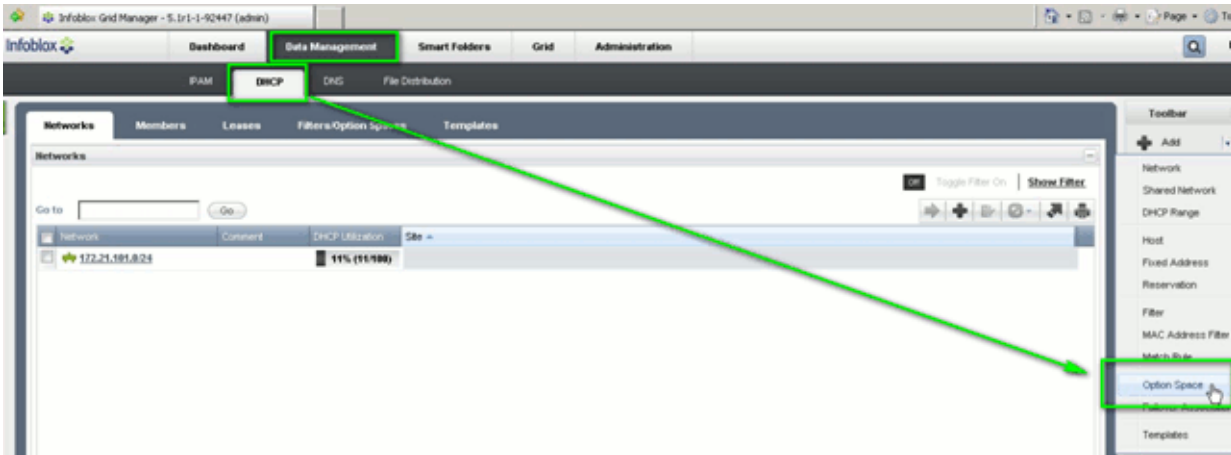 Infoblox Grid Manager - 5.1r1-1-92447 (admin)
Page
Infoblox
Dashboard
Data Management
Smart Folders
Grid
Administration
IPAM
DHCP
DNS
File Distribution
Networks
Members
Leases
Filters/Option Spaces
Templates
Toolbar
Add
Networks
Off
Toggle Filter On
Show Filter
Go to
Go
Network
Comment
DHCP Utilization
Site
172.21.101.0/24
11% (11/100)
Network
Shared Network
DHCP Range
Host
Fixed Address
Reservation
Filter
MAC Address Filter
Match Rule
Option Space
Templates